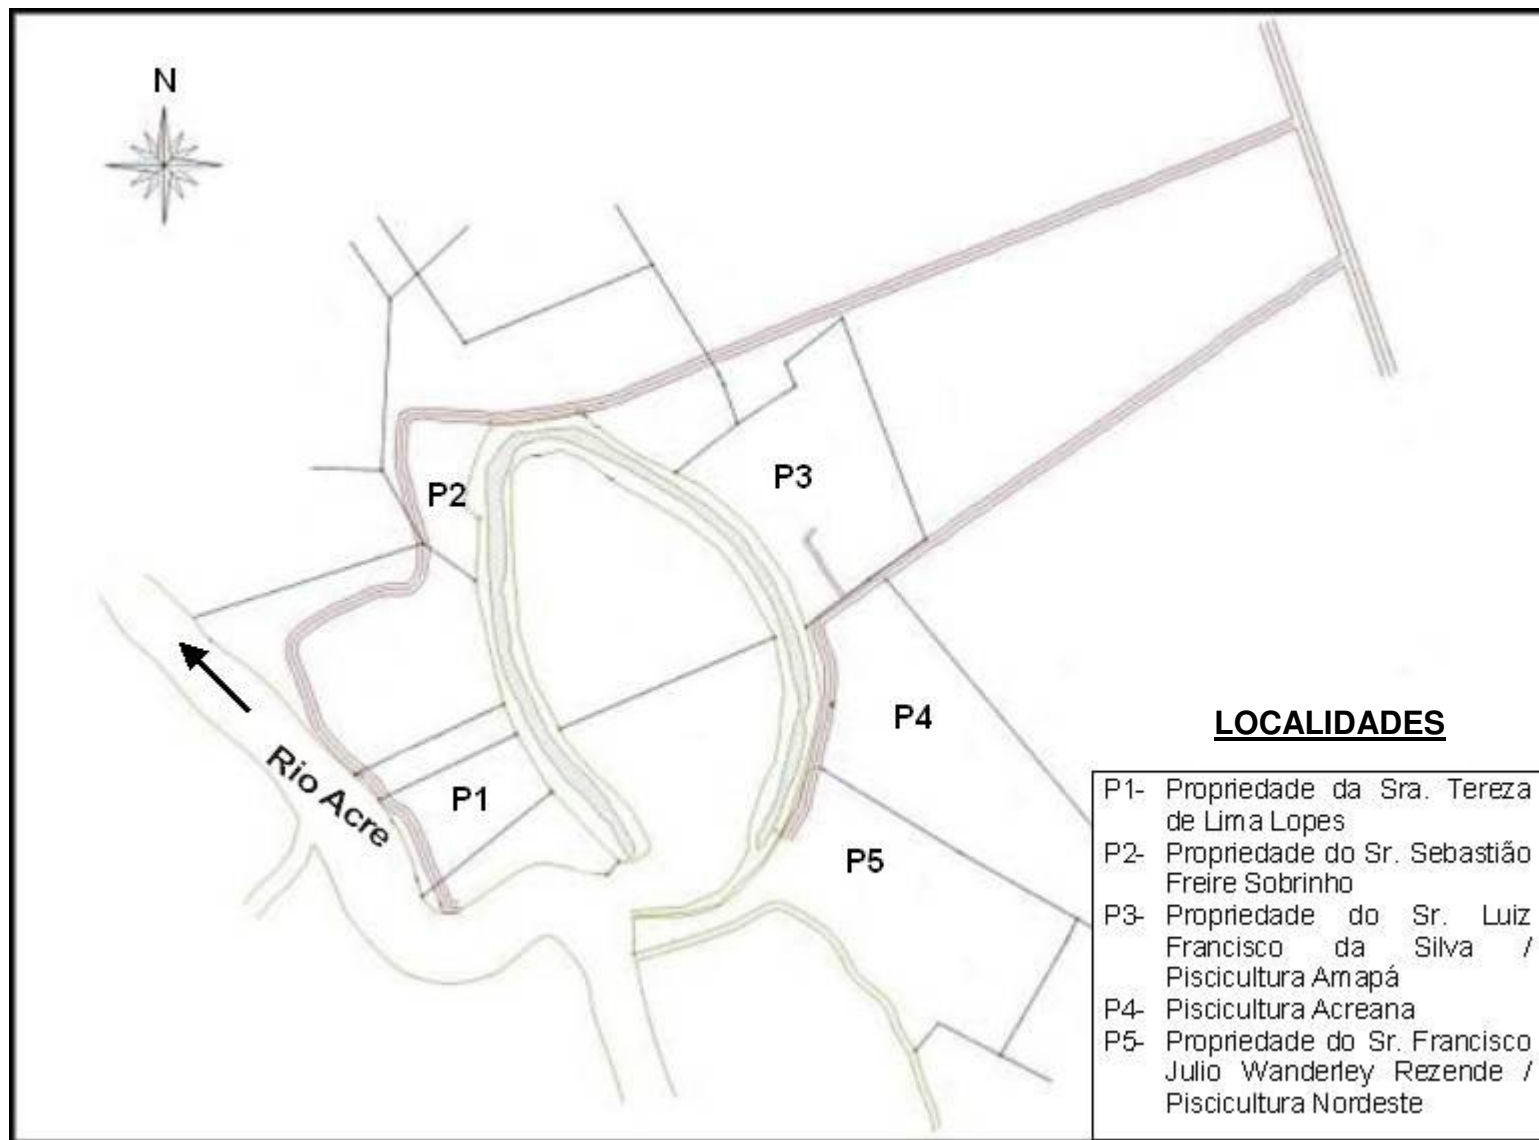 N
P2
P3
P4
Rio Acre
P1
P5
LOCALIDADES
P1- Propriedade da Sra. Tereza
de Lima Lopes
P2- Propriedade do Sr. Sebastião
Freire Sobrinho
P3- Propriedade do Sr. Luiz
Francisco da Silva /
Piscicultura Amapá
P4- Piscicultura Acreana
P5- Propriedade do Sr. Francisco
Julio Wanderley Rezende /
Piscicultura Nordeste